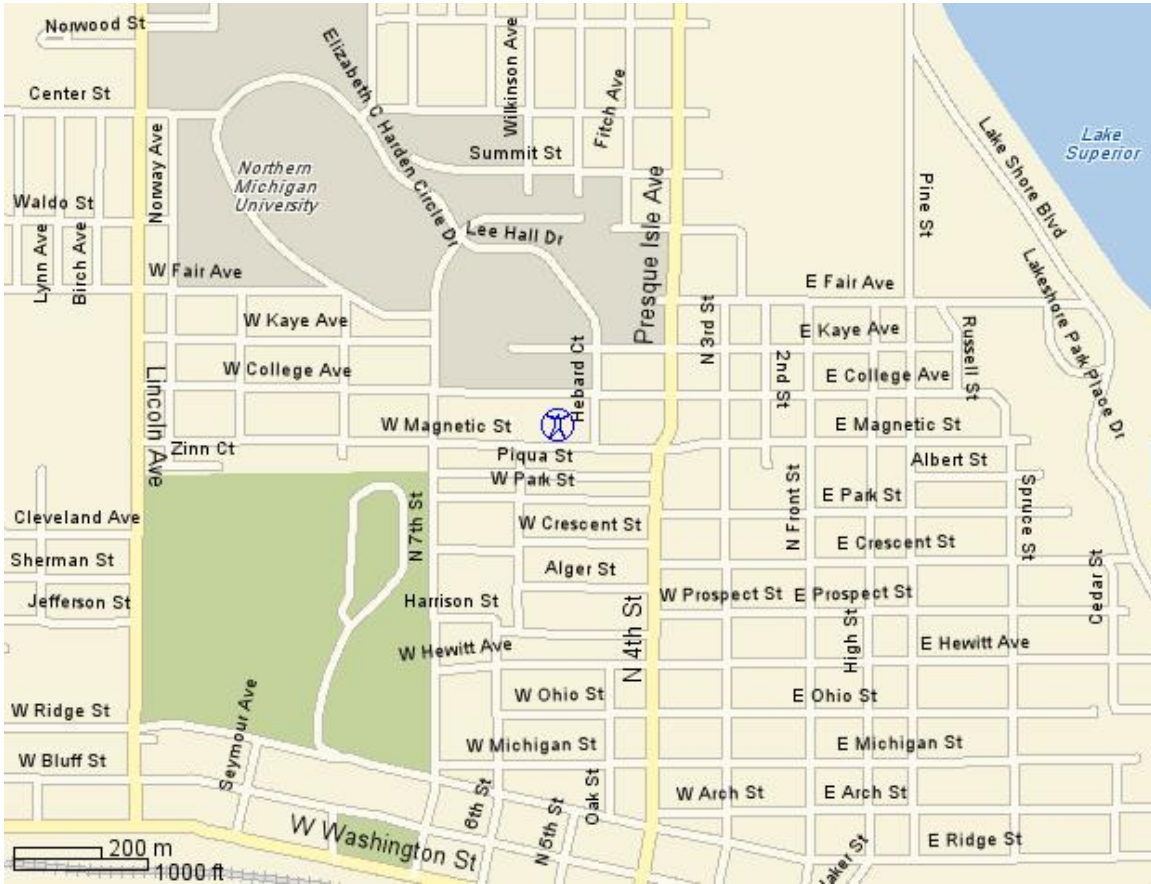 Norwood St
Center St
Waldo St
Lynn Ave
Birch Ave
Norway Ave
W Fair Ave
Northern
Michigan
University
Elizabeth C Harden Circle Dr
Wilkinson Ave
Fitch Ave
Summit St
Lee Hall Dr
Presque Isle Ave
Pine St
Lake Shore Blvd
Lake
Superior
Lakeshore Park Place Dr
E Fair Ave
W Kaye Ave
N 3rd St
E Kaye Ave
Russell St
W College Ave
Hebard Ct
2nd St
E College Ave
Lincoln Ave
W Magnetic St
E Magnetic St
Zinn Ct
Piqua St
Albert St
W Park St
E Park St
Spruce St
Cleveland Ave
N 7th St
W Crescent St
N Front St
E Crescent St
Sherman St
Alger St
Cedar St
Jefferson St
Harrison St
N 4th St
W Prospect St
E Prospect St
High St
W Hewitt Ave
E Hewitt Ave
W Ohio St
E Ohio St
W Ridge St
Seymour Ave
W Michigan St
E Michigan St
W Bluff St
6th St
N 5th St
Oak St
W Arch St
E Arch St
W Washington St
E Ridge St
200 m
1000 ft